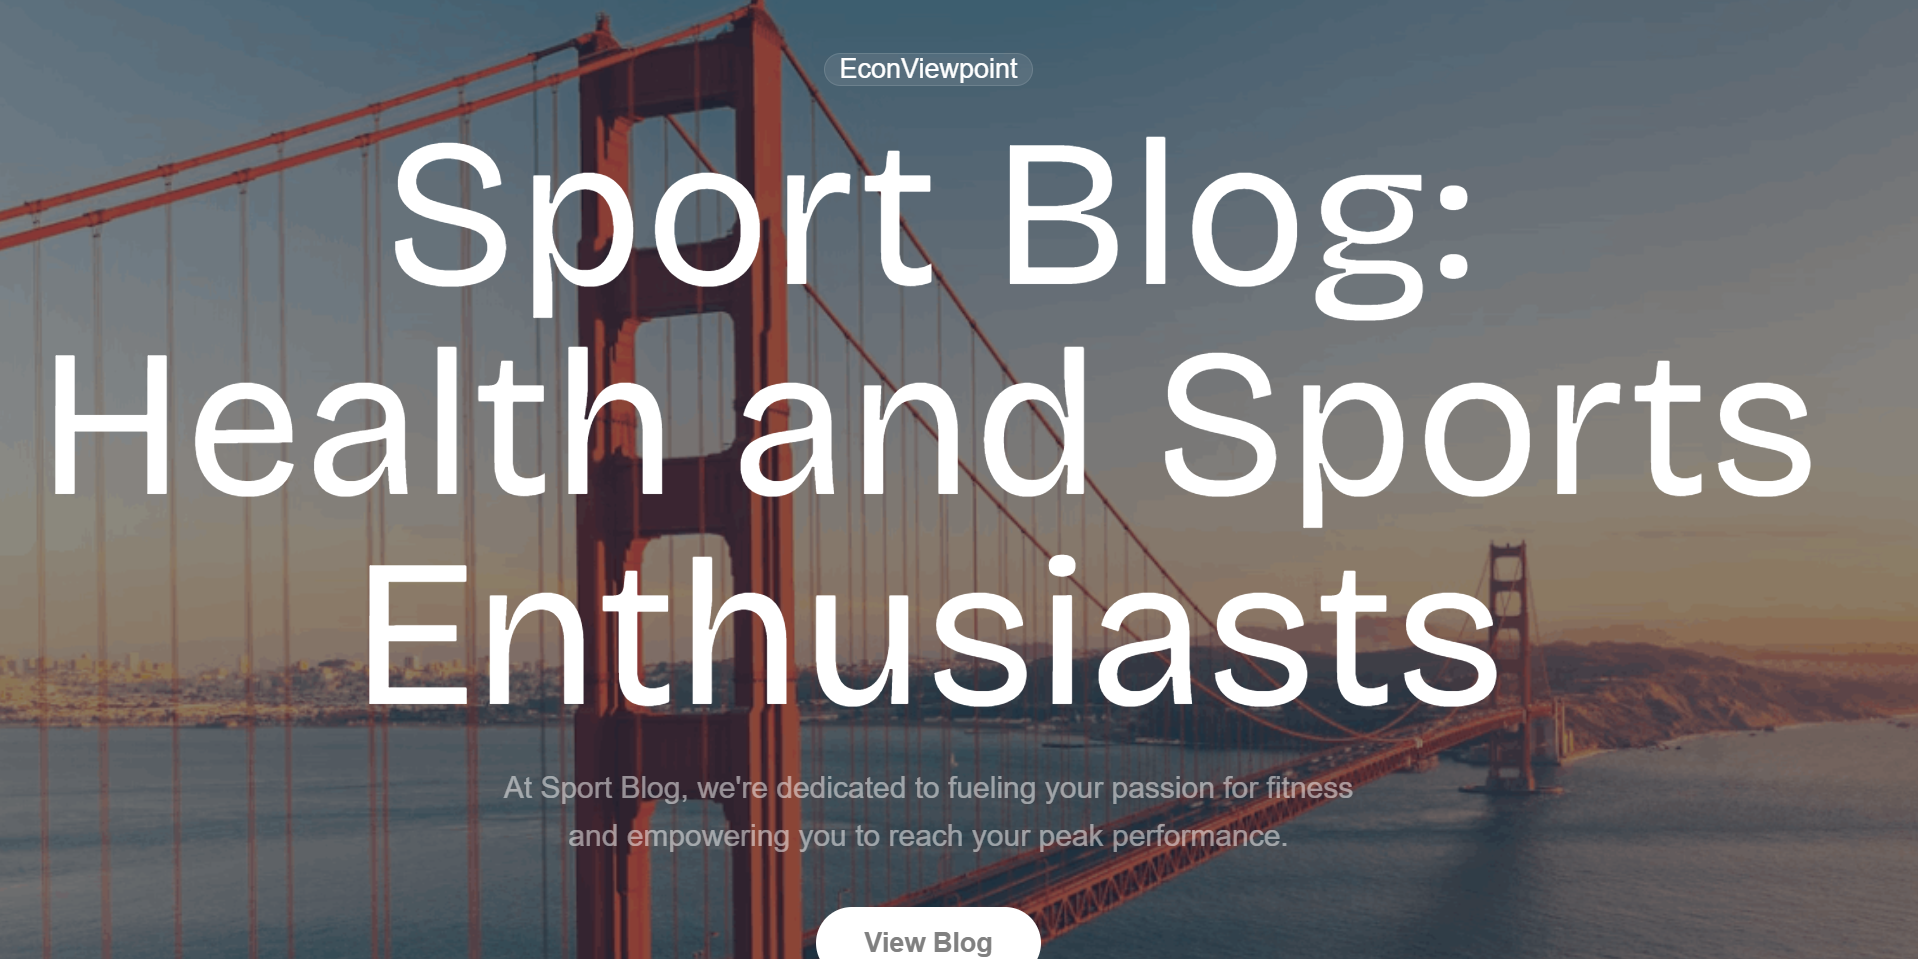 EconViewpoint
Sport Blog:
Health and Sports
Enthusiasts
At Sport Blog, we're dedicated to fueling your passion for fitness
and empowering you to reach your peak performance.
View Blog